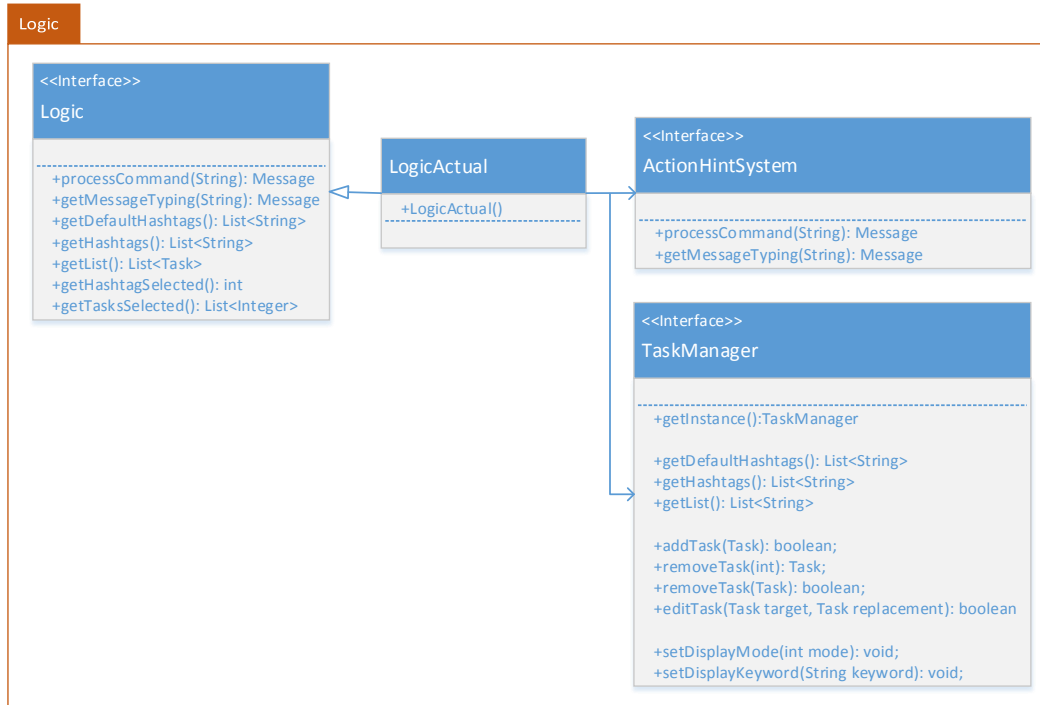 Logic
<<Interface>>
Logic
+processCommand(String): Message
+getMessageTyping(String): Message
+getDefaultHashtags(): List<String>
+getHashtags(): List<String>
+getList(): List<Task>
+getHashtagSelected(): int
+getTasksSelected(): List<Integer>
LogicActual
+LogicActual()
<<Interface>>
ActionHintSystem
+processCommand(String): Message
+getMessageTyping(String): Message
<<Interface>>
TaskManager
+getInstance():TaskManager
+getDefaultHashtags(): List<String>
+getHashtags(): List<String>
+getList(): List<String>
+addTask(Task): boolean;
+removeTask(int): Task;
+removeTask(Task): boolean;
+editTask(Task target, Task replacement): boolean
+setDisplayMode(int mode): void;
+setDisplayKeyword(String keyword): void;